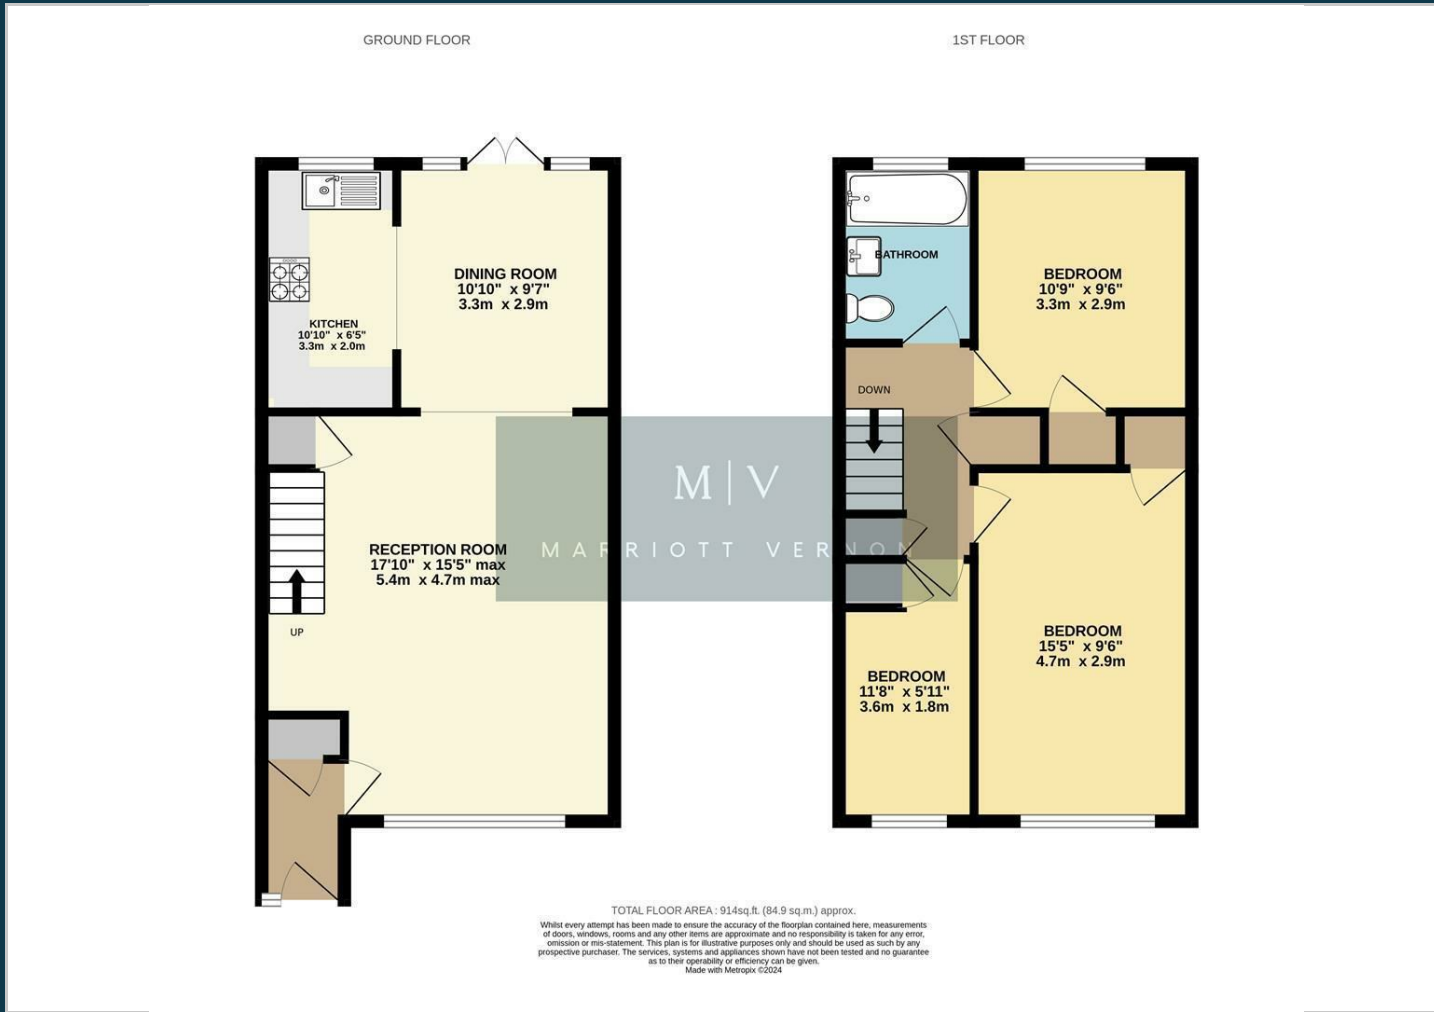 GROUND FLOOR
1ST FLOOR
DINING ROOM
10'10" x 9'7"
3.3m x 2.9m
KITCHEN
10'10" x 6'5"
3.3m x 2.0m
RECEPTION ROOM
17'10" x 15'5" max
5.4m x 4.7m max
UP
BATHROOM
BEDROOM
10'9" x 9'6"
3.3m x 2.9m
DOWN
M|V
MARRIOTT VERNON
BEDROOM
15'5" x 9'6"
4.7m x 2.9m
BEDROOM
11'8" x 5'11"
3.6m x 1.8m
TOTAL FLOOR AREA : 914sq.ft. (84.9 sq.m.) approx.
Whilst every attempt has been made to ensure the accuracy of the floorplan contained here, measurements
of doors, windows, rooms and any other items are approximate and no responsibility is taken for any error,
omission or mis-statement. This plan is for illustrative purposes only and should be used as such by any
prospective purchaser. The services, systems and appliances shown have not been tested and no guarantee
as to their operability or efficiency can be given.
Made with Metropix ©2024